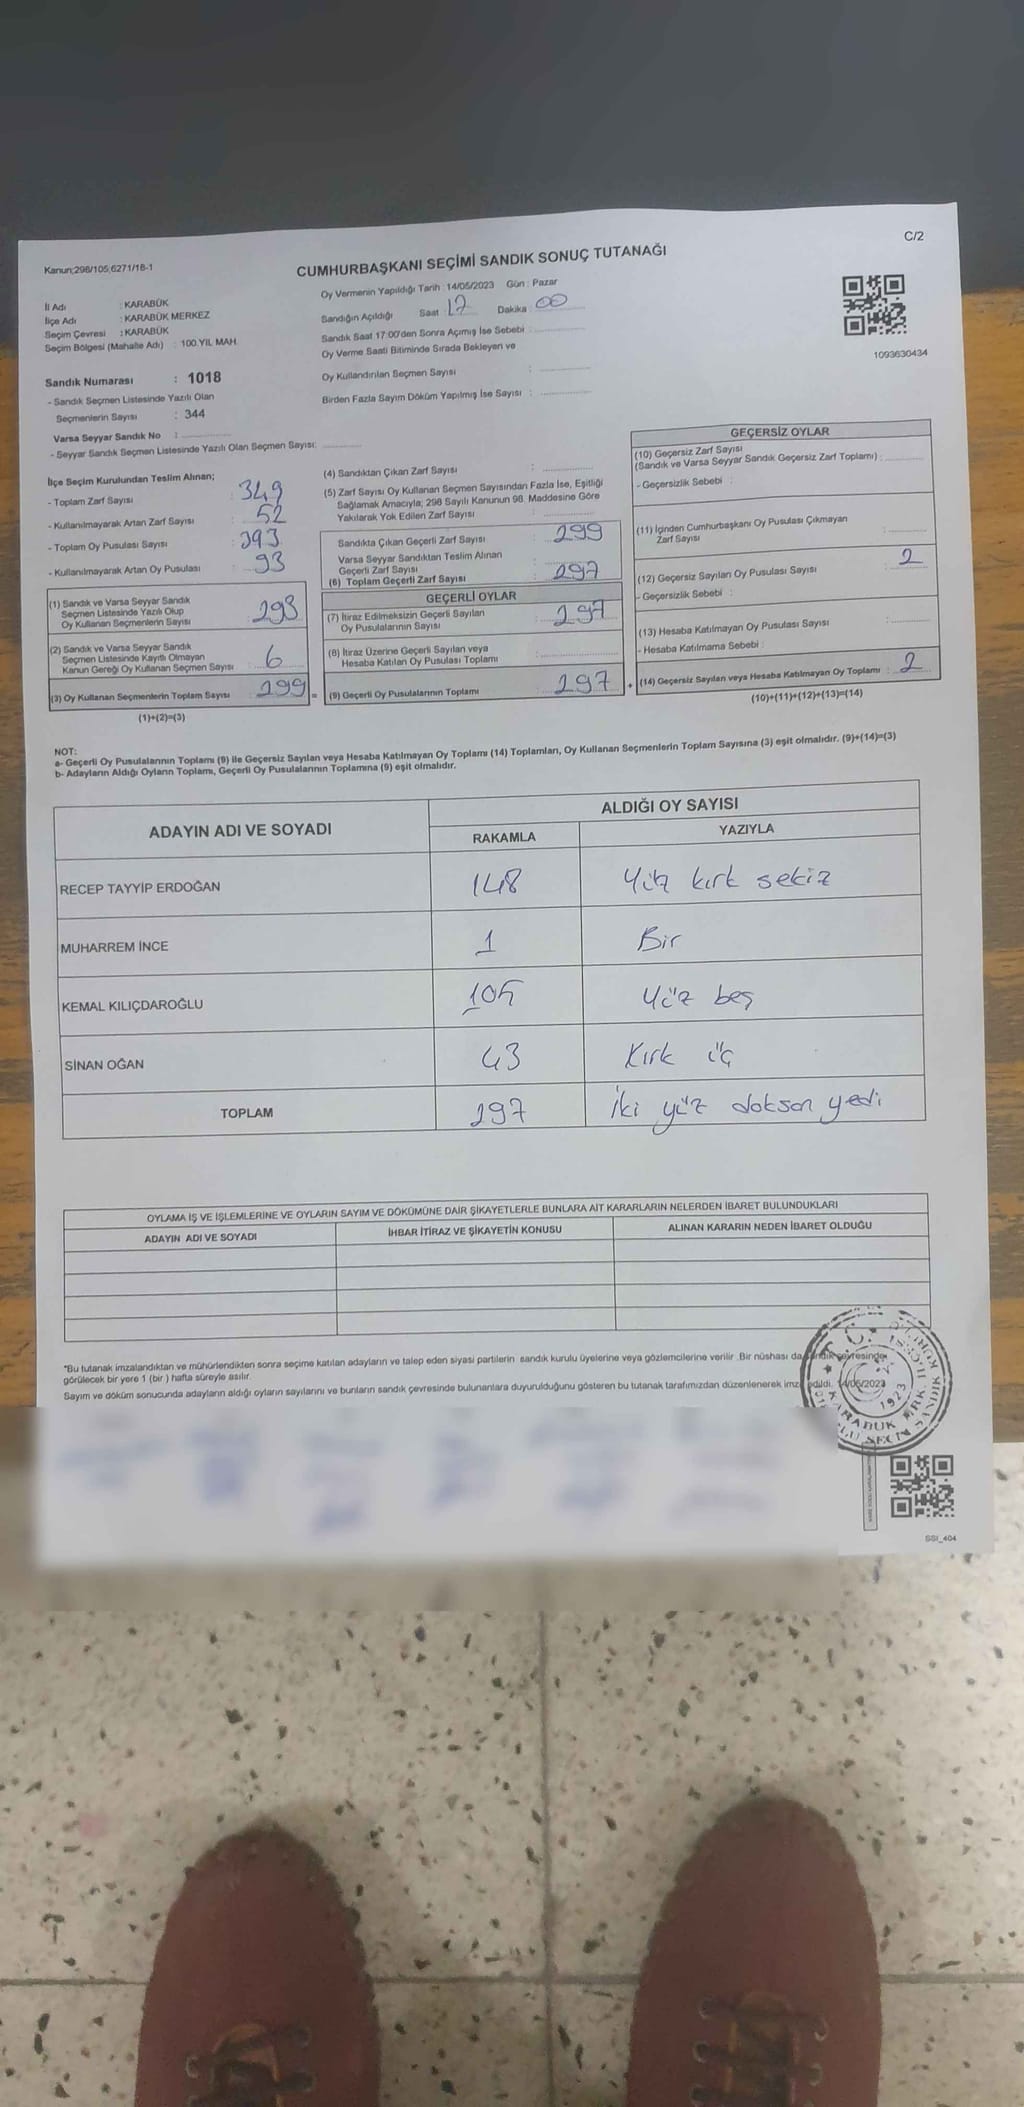 C/2
Kanun;298/105;6271/18-1
CUMHURBAŞKANI SEÇİMİ SANDIK SONUÇ TUTANAĞI
İl Adı : KARABÜK
İlçe Adı : KARABÜK MERKEZ
Seçim Çevresi : KARABÜK
Seçim Bölgesi (Mahalle Adı) : 100.YIL MAH.
Sandık Numarası : 1018
- Sandık Seçmen Listesinde Yazılı Olan
Seçmenlerin Sayısı : 344
Varsa Seyyar Sandık No :
- Seyyar Sandık Seçmen Listesinde Yazılı Olan Seçmen Sayısı:
Oy Vermenin Yapıldığı Tarih : 14/05/2023 Gün : Pazar
Sandığın Açıldığı Saat 17 Dakika 00
Sandık Saat 17:00'den Sonra Açımış İse Sebebi :
Oy Verme Saati Bitiminde Sırada Bekleyen ve
Oy Kullandırılan Seçmen Sayısı :
Birden Fazla Sayım Döküm Yapılmış İse Sayısı :
1093630434
İlçe Seçim Kurulundan Teslim Alınan;
- Toplam Zarf Sayısı : 349
- Kullanılmayarak Artan Zarf Sayısı : 52
- Toplam Oy Pusulası Sayısı : 393
- Kullanılmayarak Artan Oy Pusulası : 93
(1) Sandık ve Varsa Seyyar Sandık
Seçmen Listesinde Yazılı Olup
Oy Kullanan Seçmenlerin Sayısı : 293
(2) Sandık ve Varsa Seyyar Sandık
Seçmen Listesinde Kayıtlı Olmayan
Kanun Gereği Oy Kullanan Seçmen Sayısı : 6
(3) Oy Kullanan Seçmenlerin Toplam Sayısı : 299 =
(1)+(2)=(3)
(4) Sandıktan Çıkan Zarf Sayısı :
(5) Zarf Sayısı Oy Kullanan Seçmen Sayısından Fazla İse, Eşitliği
Sağlamak Amacıyla; 298 Sayılı Kanunun 98. Maddesine Göre
Yakılarak Yok Edilen Zarf Sayısı :
Sandıkta Çıkan Geçerli Zarf Sayısı : 299
Varsa Seyyar Sandıktan Teslim Alınan
Geçerli Zarf Sayısı :
(6) Toplam Geçerli Zarf Sayısı : 297
GEÇERLİ OYLAR
(7) İtiraz Edilmeksizin Geçerli Sayılan
Oy Pusulalarının Sayısı : 297
(8) İtiraz Üzerine Geçerli Sayılan veya
Hesaba Katılan Oy Pusulası Toplamı :
(9) Geçerli Oy Pusulalarının Toplamı : 297 +
GEÇERSİZ OYLAR
(10) Geçersiz Zarf Sayısı
(Sandık ve Varsa Seyyar Sandık Geçersiz Zarf Toplamı) :
- Geçersizlik Sebebi :
(11) İçinden Cumhurbaşkanı Oy Pusulası Çıkmayan
Zarf Sayısı :
(12) Geçersiz Sayılan Oy Pusulası Sayısı : 2
- Geçersizlik Sebebi :
(13) Hesaba Katılmayan Oy Pusulası Sayısı :
- Hesaba Katılmama Sebebi :
(14) Geçersiz Sayılan veya Hesaba Katılmayan Oy Toplamı : 2
(10)+(11)+(12)+(13)=(14)
NOT:
a- Geçerli Oy Pusulalarının Toplamı (9) ile Geçersiz Sayılan veya Hesaba Katılmayan Oy Toplamı (14) Toplamları, Oy Kullanan Seçmenlerin Toplam Sayısına (3) eşit olmalıdır. (9)+(14)=(3)
b- Adayların Aldığı Oyların Toplamı, Geçerli Oy Pusulalarının Toplamına (9) eşit olmalıdır.
ADAYIN ADI VE SOYADI
ALDIĞI OY SAYISI
RAKAMLA YAZIYLA
RECEP TAYYİP ERDOĞAN 148 Yüz kırk sekiz
MUHARREM İNCE 1 Bir
KEMAL KILIÇDAROĞLU 105 Yüz beş
SİNAN OĞAN 43 Kırk üç
TOPLAM 297 İki yüz doksan yedi
OYLAMA İŞ VE İŞLEMLERİNE VE OYLARIN SAYIM VE DÖKÜMÜNE DAİR ŞİKAYETLERLE BUNLARA AİT KARARLARIN NELERDEN İBARET BULUNDUKLARI
ADAYIN ADI VE SOYADI İHBAR İTİRAZ VE ŞİKAYETİN KONUSU ALINAN KARARIN NEDEN İBARET OLDUĞU
*Bu tutanak imzalandıktan ve mühürlendikten sonra seçime katılan adayların ve talep eden siyasi partilerin sandık kurulu üyelerine veya gözlemcilerine verilir. Bir nüshası da sandık çevresinde
görülecek bir yere 1 (bir) hafta süreyle asılır.
Sayım ve döküm sonucunda adayların aldığı oyların sayılarını ve bunların sandık çevresinde bulunanlara duyurulduğunu gösteren bu tutanak tarafımızdan düzenlenerek imza edildi. 14/05/2023
T.C.
1923
KARABÜK MRK
SEÇİM SANDIK
SSI_404